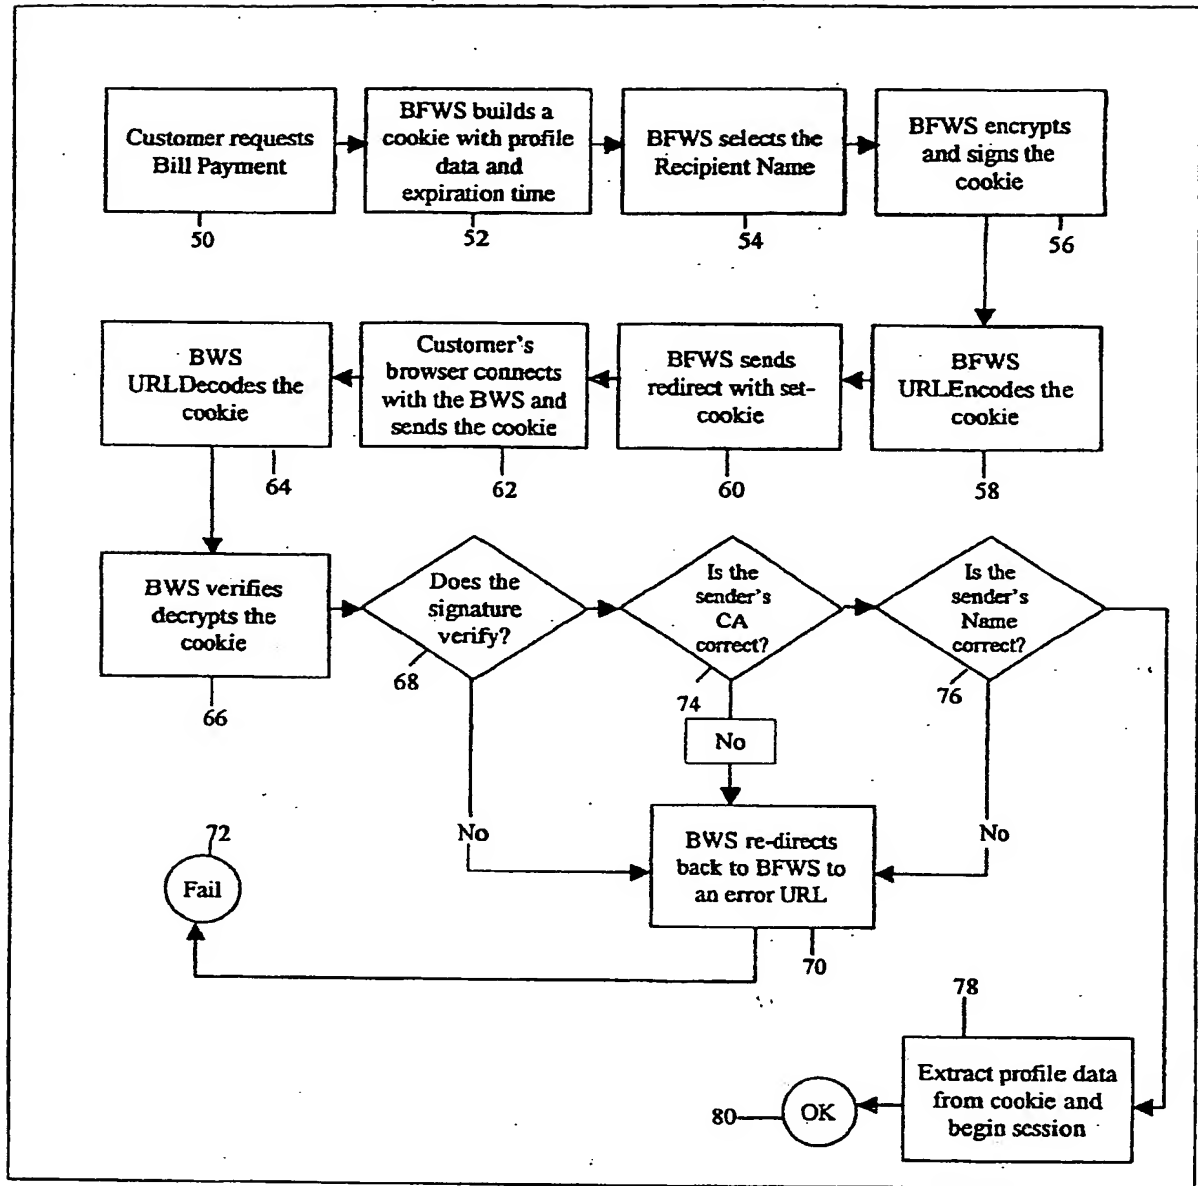 Customer requests
Bill Payment
50
BFWS builds a
cookie with profile
data and
expiration time
52
BFWS selects the
Recipient Name
54
BFWS encrypts
and signs the
cookie
56
BFWS
URLEncodes the
cookie
58
BFWS sends
redirect with set-
cookie
60
Customer's
browser connects
with the BWS and
sends the cookie
62
BWS
URLDecodes the
cookie
64
BWS verifies
decrypts the
cookie
66
Does the
signature
verify?
68
Is the
sender's
CA
correct?
74
Is the
sender's
Name
correct?
76
No
No
No
BWS re-directs
back to BFWS to
an error URL
70
72
Fail
78
Extract profile data
from cookie and
begin session
80
OK